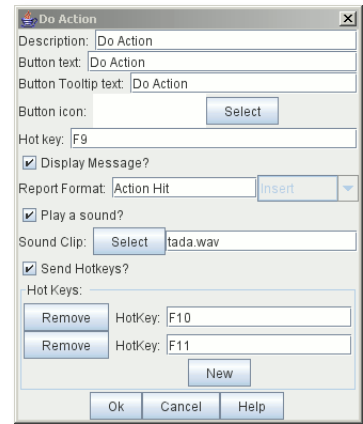 Do Action
Description: Do Action
Button text: Do Action
Button Tooltip text: Do Action
Button icon: Select
Hot key: F9
Display Message?
Report Format: Action Hit Insert
Play a sound?
Sound Clip: Select tada.wav
Send Hotkeys?
Hot Keys:
Remove HotKey: F10
Remove HotKey: F11
New
Ok Cancel Help